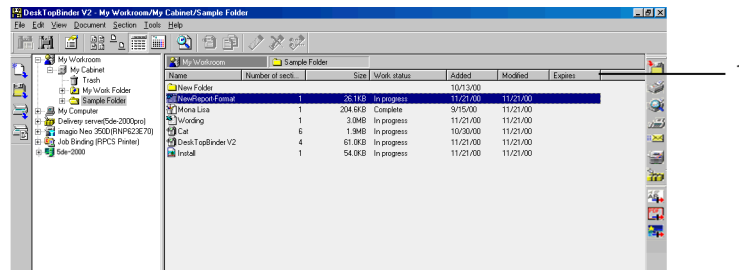 DeskTopBinder V2 - My Workroom/My Cabinet/Sample Folder
File Edit View Document Section Tools Help
My Workroom
My Cabinet
Trash
My Work Folder
Sample Folder
My Computer
Delivery server(5de-2000pro)
imagio Neo 350D(RNP623E70)
Job Binding (RPCS Printer)
5de-2000
My Workroom Sample Folder
Name Number of secti... Size Work status Added Modified Expires
New Folder 10/13/00
NewReport-Format 1 26.1KB In progress 11/21/00 11/21/00
Mona Lisa 1 204.6KB Complete 9/15/00 11/21/00
Wording 1 3.0MB In progress 11/21/00 11/21/00
Cat 6 1.9MB In progress 10/30/00 11/21/00
DeskTopBinder V2 4 61.0KB In progress 11/21/00 11/21/00
Install 1 54.0KB In progress 11/21/00 11/21/00